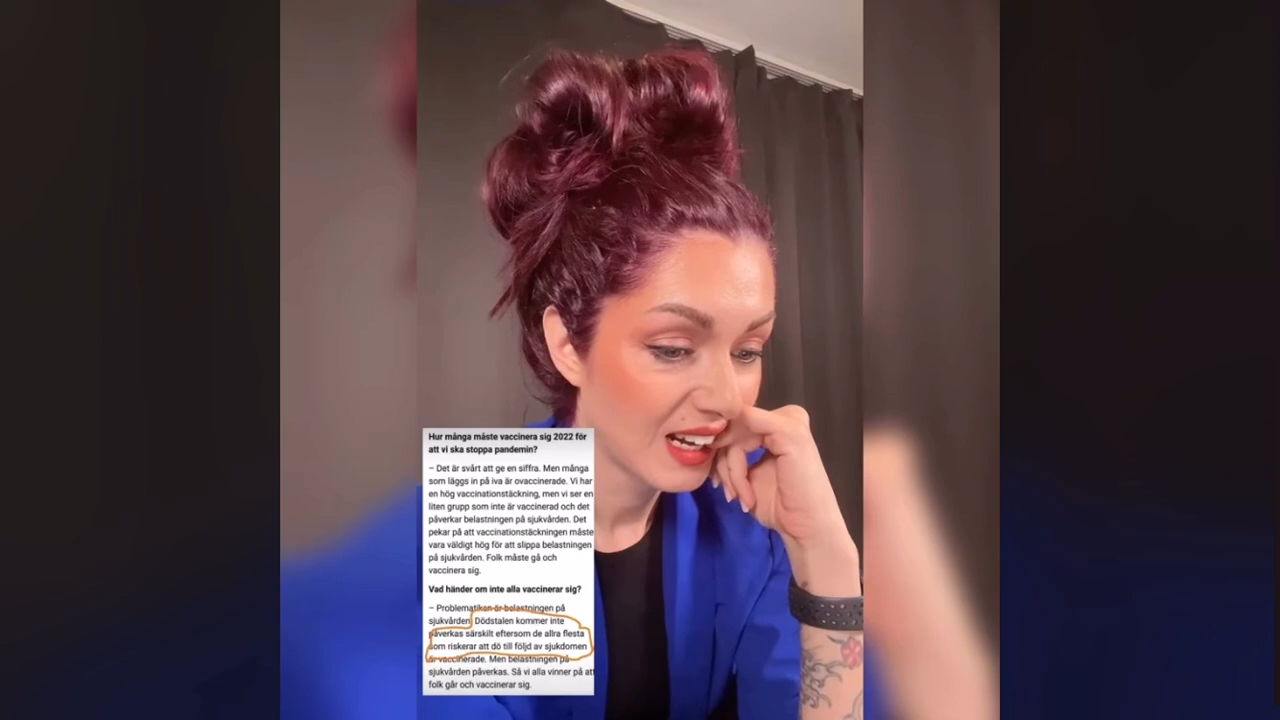 Hur många måste vaccinera sig 2022 för
att vi ska stoppa pandemin?
– Det är svårt att ge en siffra. Men många
som läggs in på iva är ovaccinerade. Vi har
en hög vaccinationstäckning, men vi ser en
liten grupp som inte är vaccinerad och det
påverkar belastningen på sjukvården. Det
pekar på att vaccinationstäckningen måste
vara väldigt hög för att slippa belastningen
på sjukvården. Folk måste gå och
vaccinera sig.
Vad händer om inte alla vaccinerar sig?
– Problematiken är belastningen på
sjukvården. Dödstalen kommer inte
påverkas särskilt eftersom de allra flesta
som riskerar att dö till följd av sjukdomen
är vaccinerade. Men belastningen på
sjukvården påverkas. Så vi alla vinner på att
folk går och vaccinerar sig.